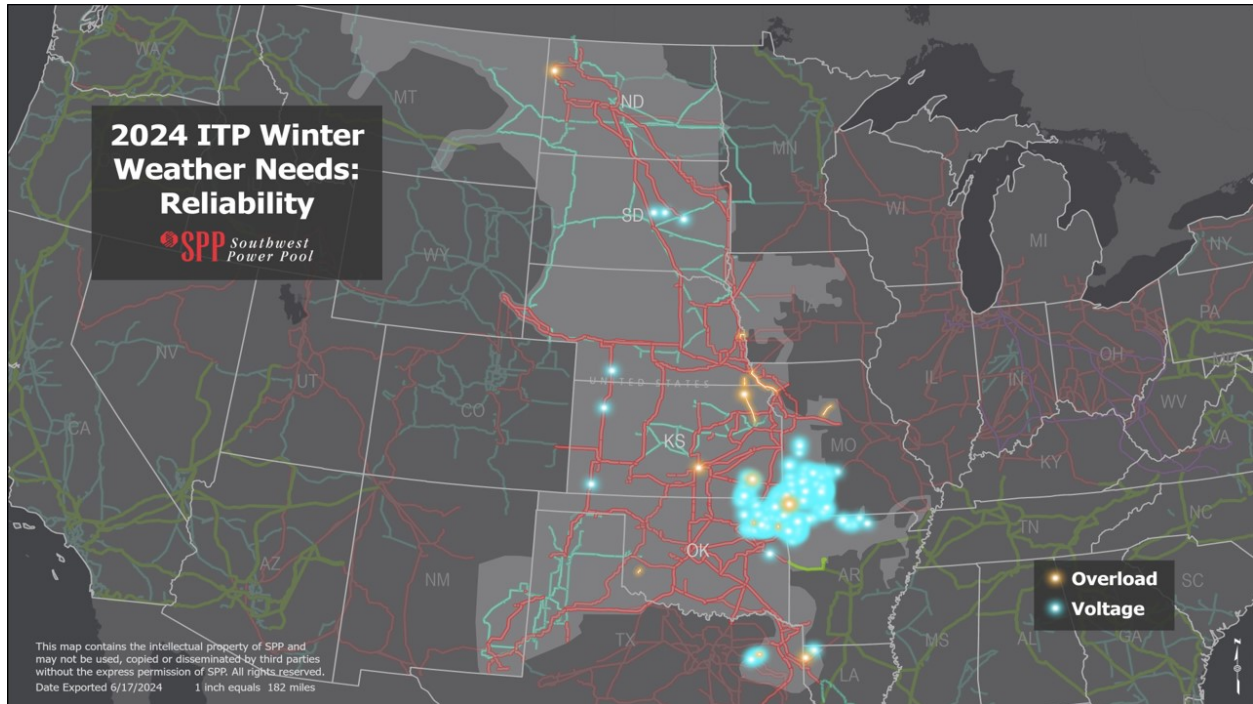 2024 ITP Winter
Weather Needs:
Reliability
SPP Southwest
Power Pool
WA
MT
ND
MN
SD
WI
MI
NY
WY
IA
PA
NV
UT
CO
UNITED STATES
IL
IN
OH
WV
VA
CA
KS
MO
KY
AZ
NM
OK
AR
TN
NC
SC
TX
LA
MS
AL
GA
Overload
Voltage
This map contains the intellectual property of SPP and
may not be used, copied or disseminated by third parties
without the express permission of SPP. All rights reserved.
Date Exported 6/17/2024 1 inch equals 182 miles
N